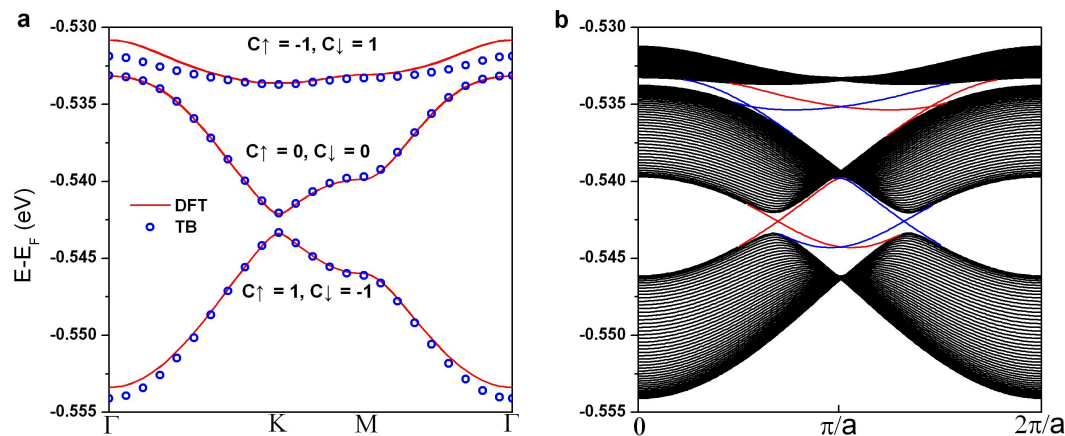 a
b
-0.530
-0.535
-0.540
-0.545
-0.550
-0.555
E-E_F (eV)
C↑ = -1, C↓ = 1
C↑ = 0, C↓ = 0
C↑ = 1, C↓ = -1
DFT
TB
Γ K M Γ
-0.530
-0.535
-0.540
-0.545
-0.550
-0.555
0 π/a 2π/a